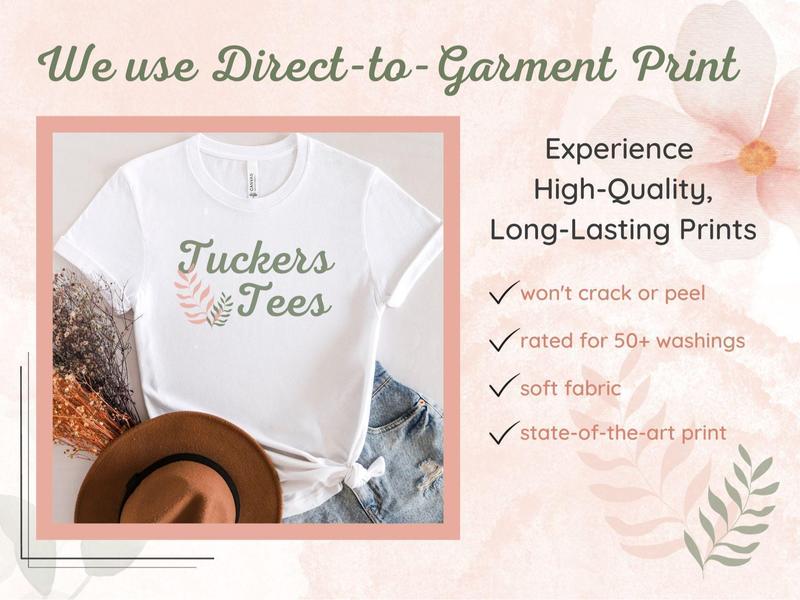 We use Direct-to-Garment Print
CANVAS
Tuckers
Tees
Experience
High-Quality,
Long-Lasting Prints
won't crack or peel
rated for 50+ washings
soft fabric
state-of-the-art print